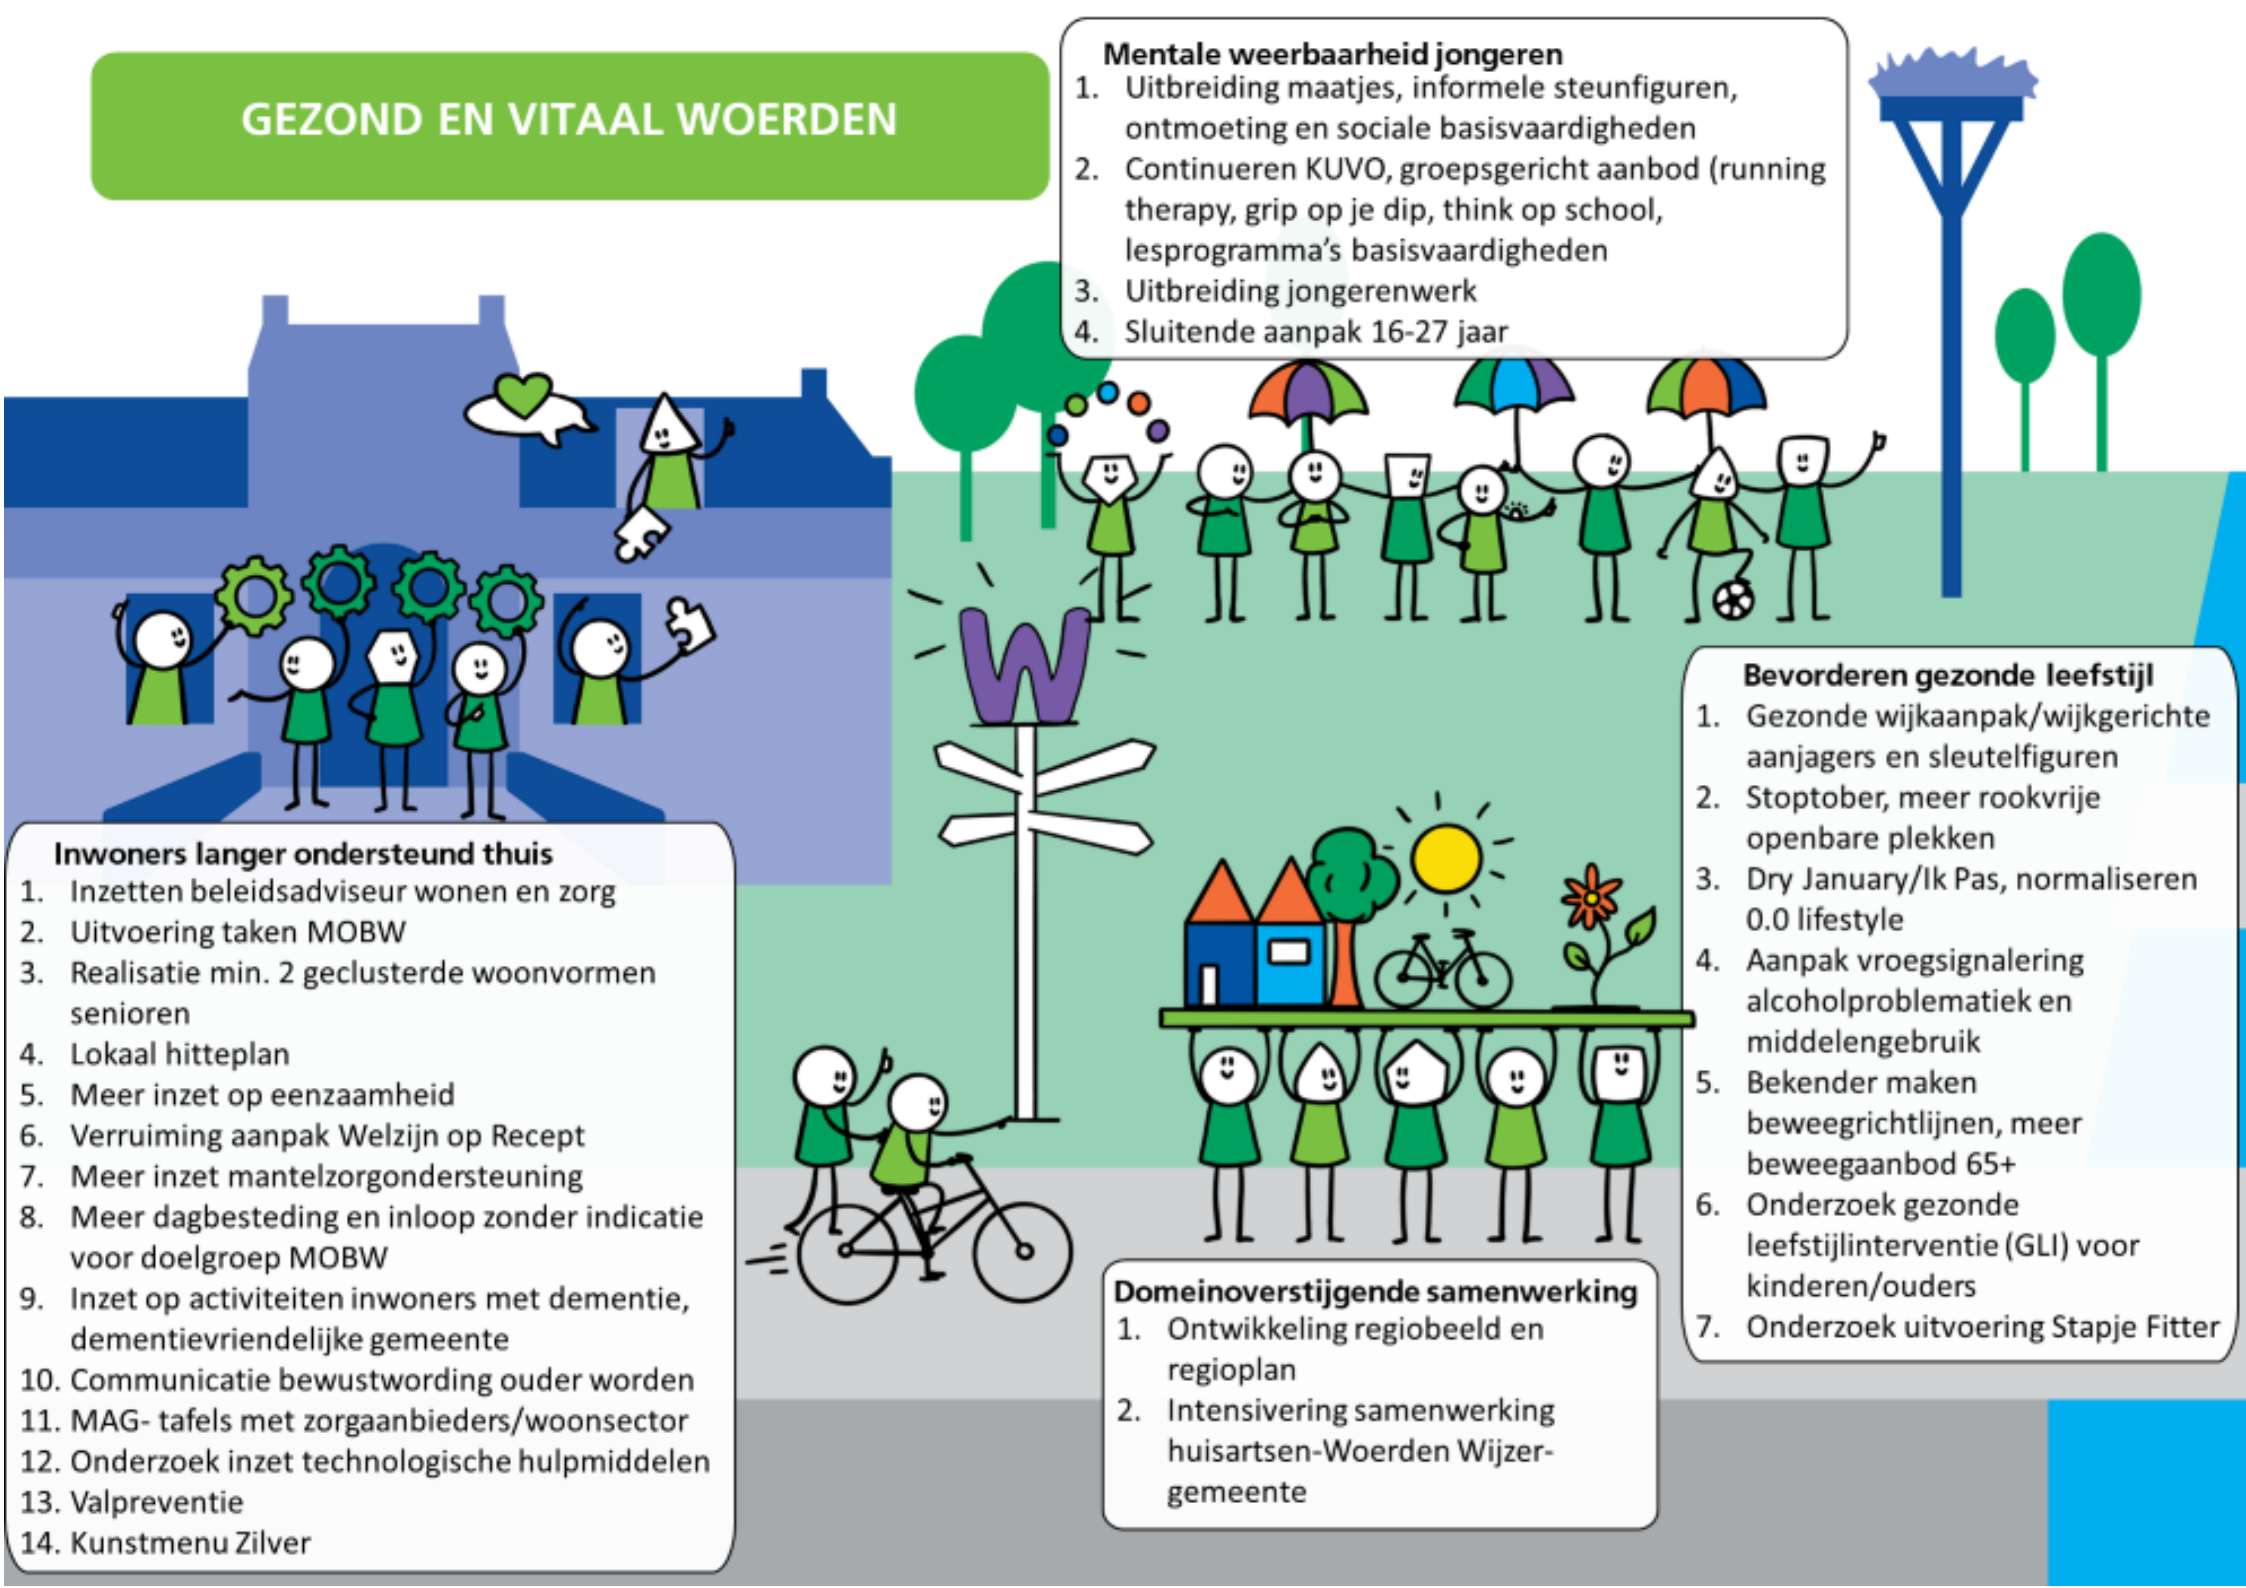 GEZOND EN VITAAL WOERDEN
Mentale weerbaarheid jongeren
1. Uitbreiding maatjes, informele steunfiguren,
ontmoeting en sociale basisvaardigheden
2. Continueren KUVO, groepsgericht aanbod (running
therapy, grip op je dip, think op school,
lesprogramma's basisvaardigheden
3. Uitbreiding jongerenwerk
4. Sluitende aanpak 16-27 jaar
W
Inwoners langer ondersteund thuis
1. Inzetten beleidsadviseur wonen en zorg
2. Uitvoering taken MOBW
3. Realisatie min. 2 geclusterde woonvormen
senioren
4. Lokaal hitteplan
5. Meer inzet op eenzaamheid
6. Verruiming aanpak Welzijn op Recept
7. Meer inzet mantelzorgondersteuning
8. Meer dagbesteding en inloop zonder indicatie
voor doelgroep MOBW
9. Inzet op activiteiten inwoners met dementie,
dementievriendelijke gemeente
10. Communicatie bewustwording ouder worden
11. MAG- tafels met zorgaanbieders/woonsector
12. Onderzoek inzet technologische hulpmiddelen
13. Valpreventie
14. Kunstmenu Zilver
Domeinoverstijgende samenwerking
1. Ontwikkeling regiobeeld en
regioplan
2. Intensivering samenwerking
huisartsen-Woerden Wijzer-
gemeente
Bevorderen gezonde leefstijl
1. Gezonde wijkaanpak/wijkgerichte
aanjagers en sleutelfiguren
2. Stoptober, meer rookvrije
openbare plekken
3. Dry January/Ik Pas, normaliseren
0.0 lifestyle
4. Aanpak vroegsignalering
alcoholproblematiek en
middelengebruik
5. Bekender maken
beweegrichtlijnen, meer
beweegaanbod 65+
6. Onderzoek gezonde
leefstijlinterventie (GLI) voor
kinderen/ouders
7. Onderzoek uitvoering Stapje Fitter